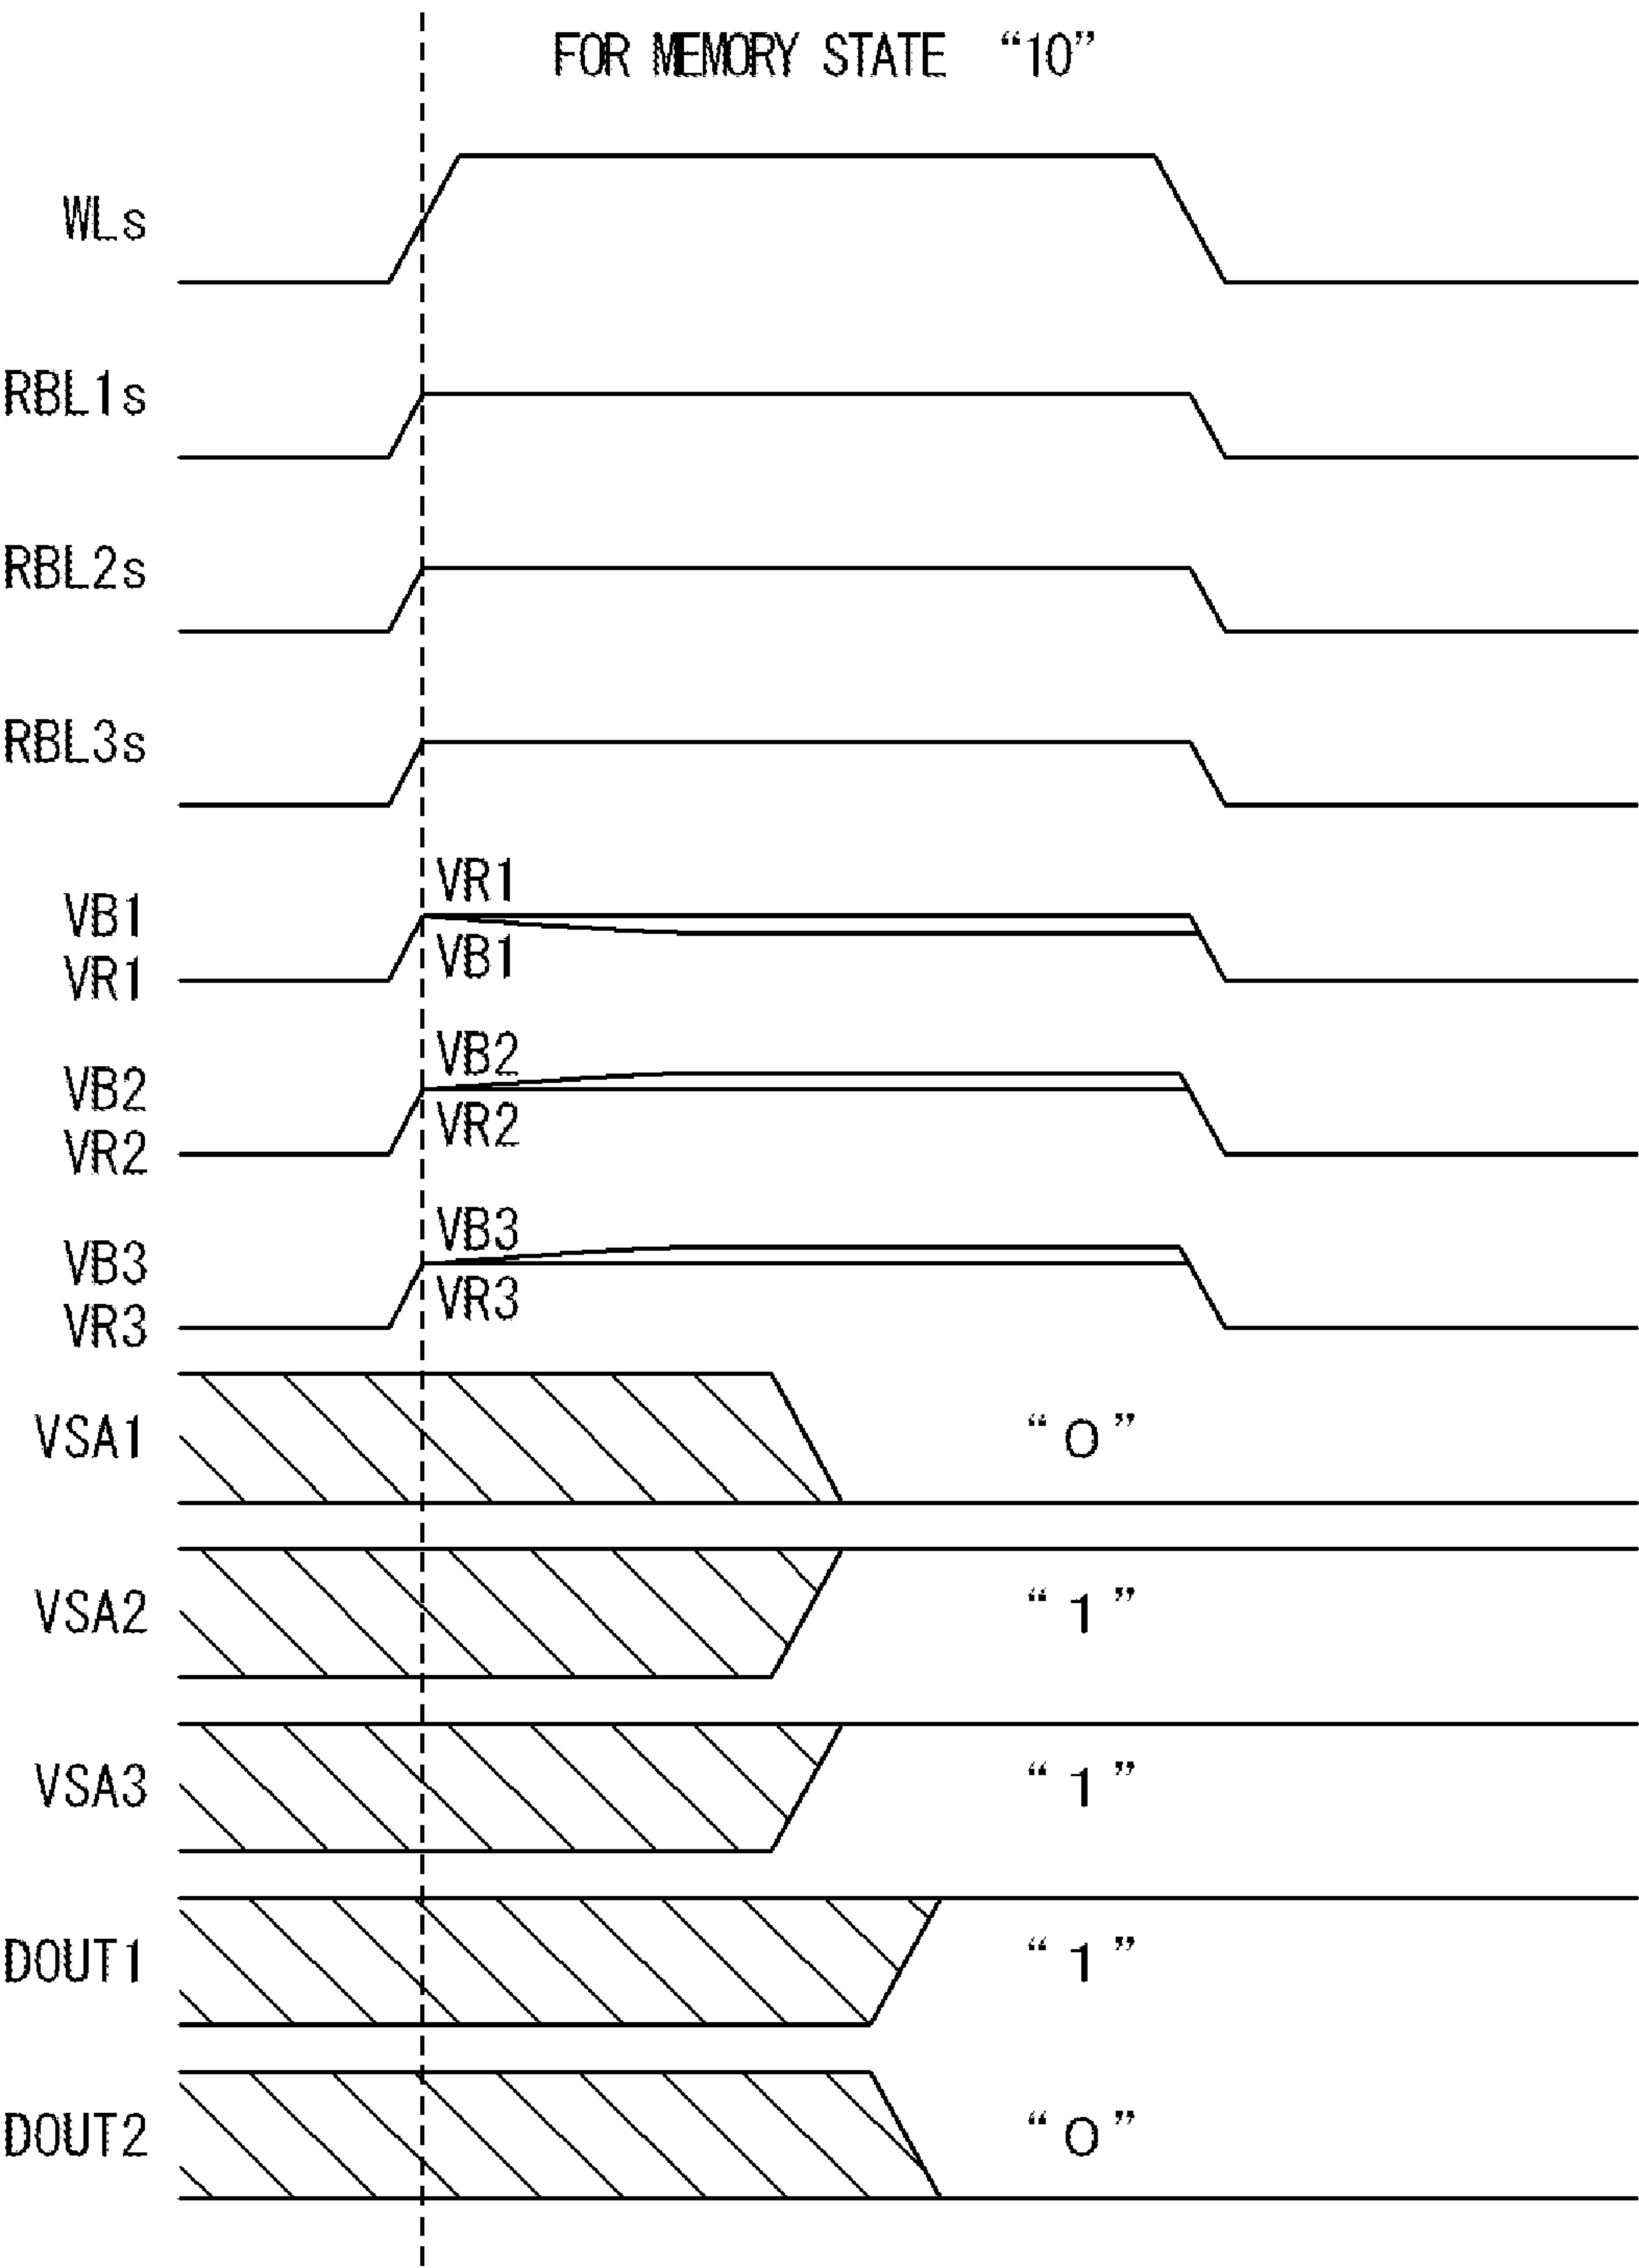 FOR MEMORY STATE “10”
WLs
RBL1s
RBL2s
RBL3s
VR1
VB1
VB1
VR1
VB2
VB2
VR2
VR2
VB3
VB3
VR3
VR3
VSA1 “0”
VSA2 “1”
VSA3 “1”
DOUT1 “1”
DOUT2 “0”